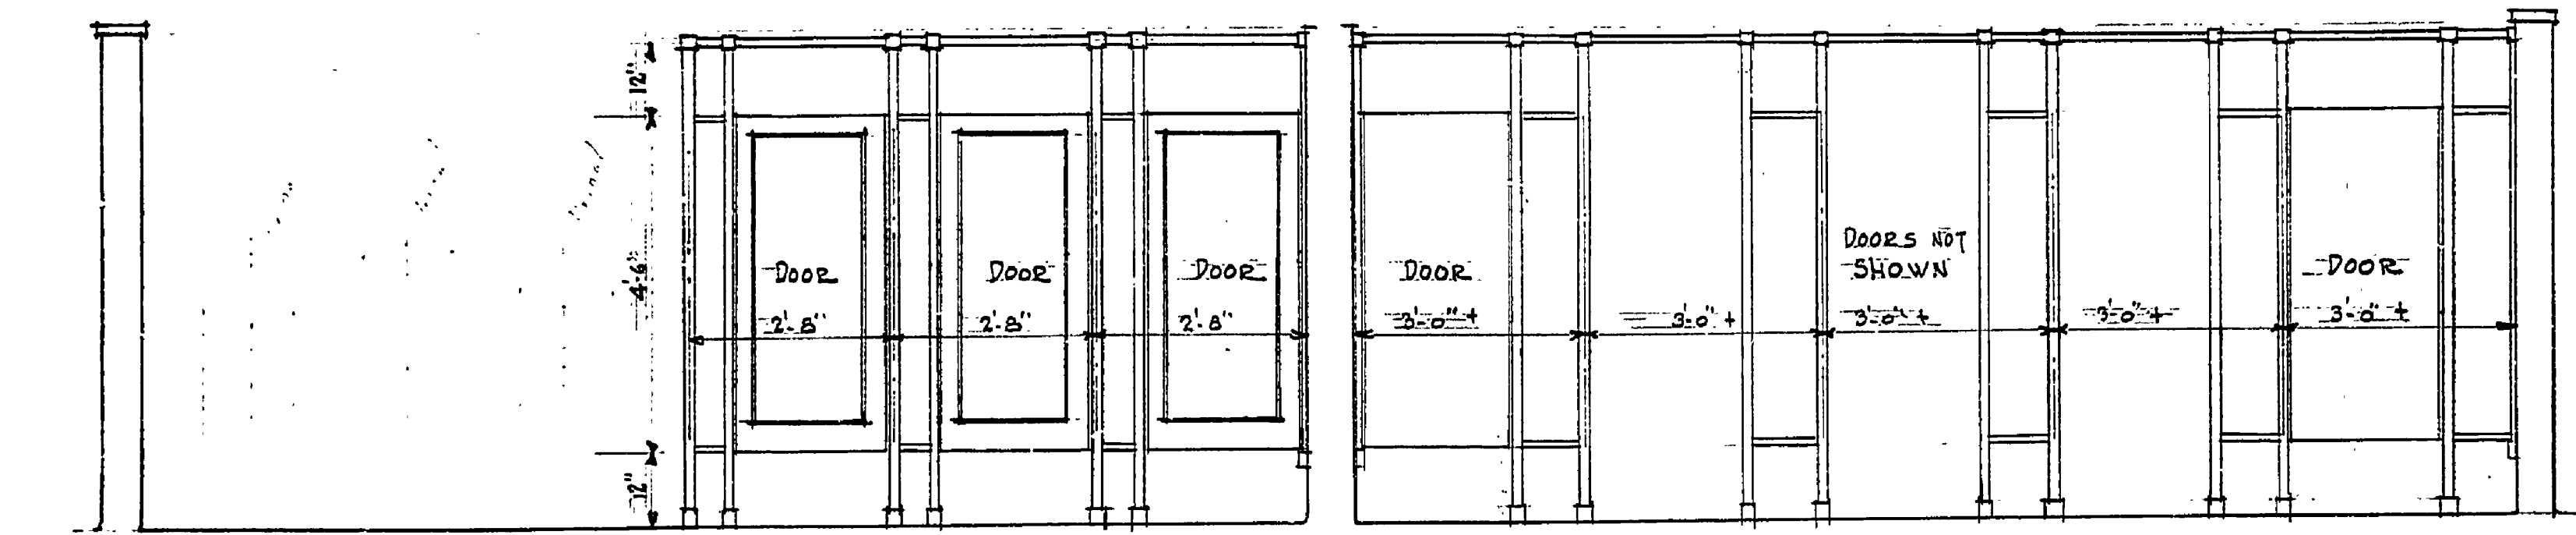 12"
4'-6"
12"
DOOR
2'-8"
DOOR
2'-8"
DOOR
2'-8"
DOOR
3'-0" +
3'-0" +
DOORS NOT
SHOWN
3'-0" +
3'-0" +
DOOR
3'-0" +